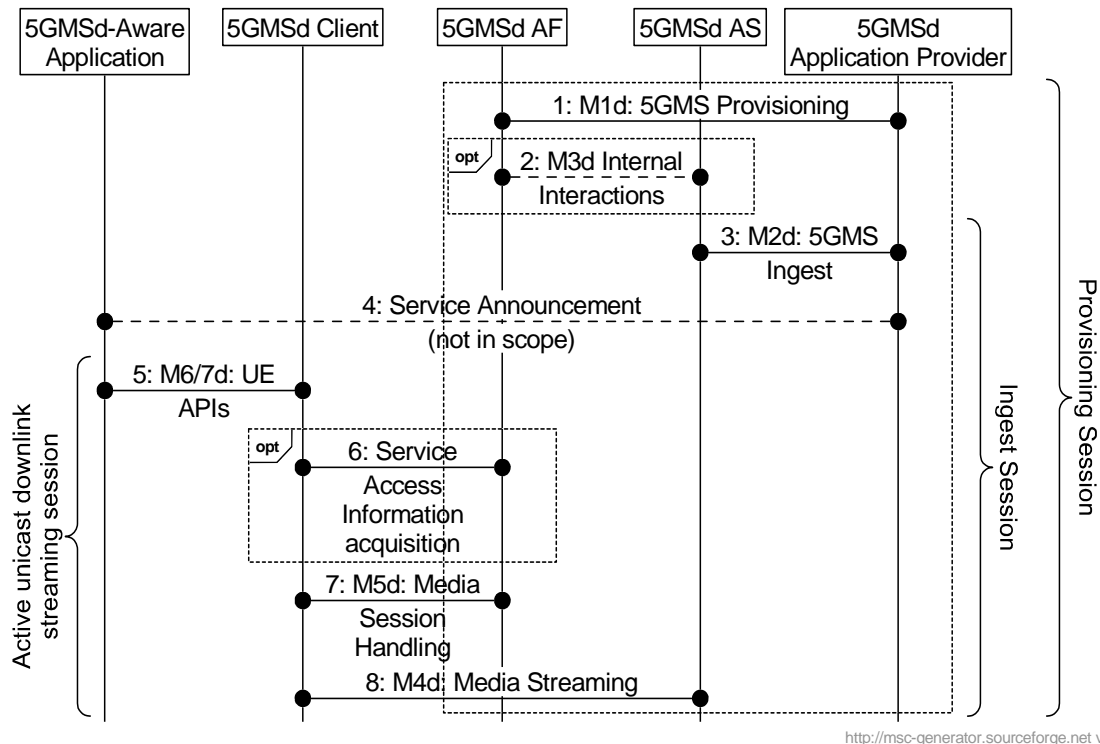 5GMSd-Aware
Application
5GMSd Client
5GMSd AF
5GMSd AS
5GMSd
Application Provider
1: M1d: 5GMS Provisioning
opt
2: M3d Internal
Interactions
3: M2d: 5GMS
Ingest
4: Service Announcement
(not in scope)
5: M6/7d: UE
APIs
opt
6: Service
Access
Information
acquisition
7: M5d: Media
Session
Handling
8: M4d: Media Streaming
Active unicast downlink
streaming session
Ingest Session
Provisioning Session
http://msc-generator.sourceforge.net v